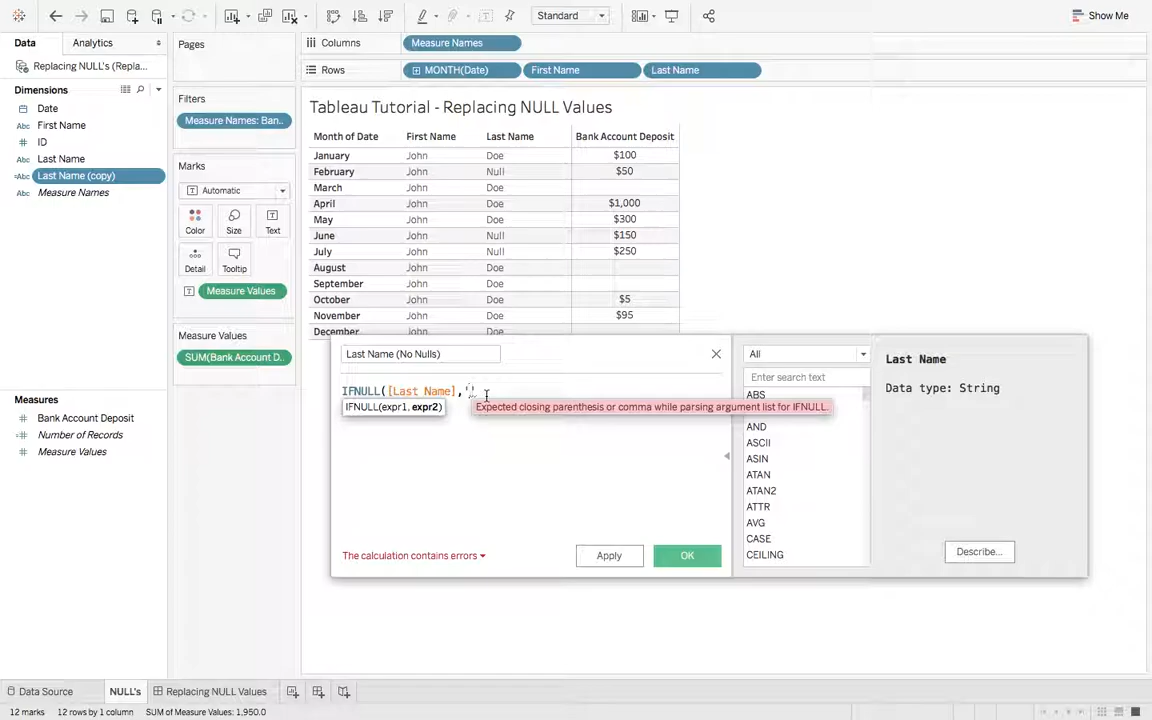 Standard
Show Me
Data
Analytics
Pages
Columns
Measure Names
Replacing NULL's (Repla...
Rows
MONTH(Date)
First Name
Last Name
Dimensions
Date
Abc First Name
ID
Abc Last Name
=Abc Last Name (copy)
Abc Measure Names
Filters
Measure Names: Ban..
Marks
Automatic
Color
Size
Text
Detail
Tooltip
Measure Values
Measure Values
SUM(Bank Account D..
Tableau Tutorial - Replacing NULL Values
Month of Date First Name Last Name Bank Account Deposit
January John Doe $100
February John Null $50
March John Doe
April John Doe $1,000
May John Doe $300
June John Null $150
July John Null $250
August John Doe
September John Doe
October John Doe $5
November John Doe $95
December John Doe
Last Name (No Nulls)
IFNULL([Last Name],'
IFNULL(expr1, expr2)
Expected closing parenthesis or comma while parsing argument list for IFNULL.
The calculation contains errors
Apply
OK
All
Enter search text
ABS
AND
ASCII
ASIN
ATAN
ATAN2
ATTR
AVG
CASE
CEILING
Last Name
Data type: String
Describe...
Measures
Bank Account Deposit
Number of Records
Measure Values
Data Source
NULL's
Replacing NULL Values
12 marks
12 rows by 1 column
SUM of Measure Values: 1,950.0